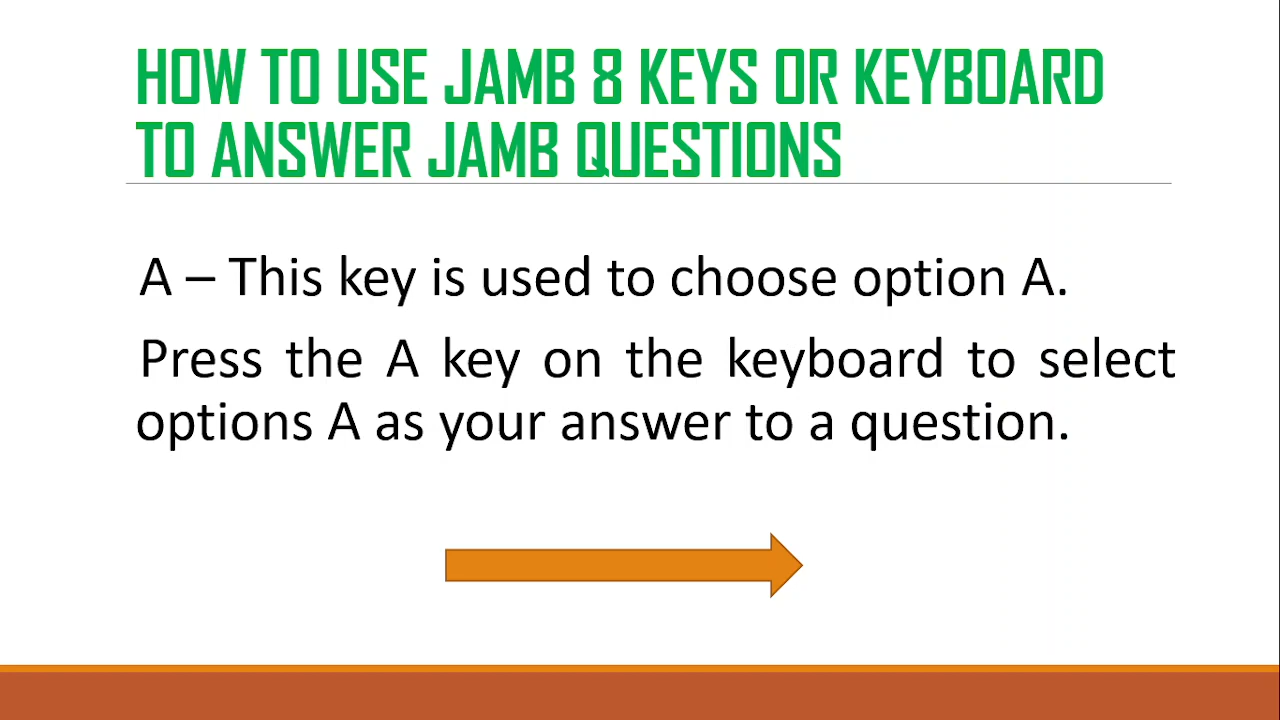 HOW TO USE JAMB 8 KEYS OR KEYBOARD
TO ANSWER JAMB QUESTIONS
A – This key is used to choose option A.
Press the A key on the keyboard to select
options A as your answer to a question.